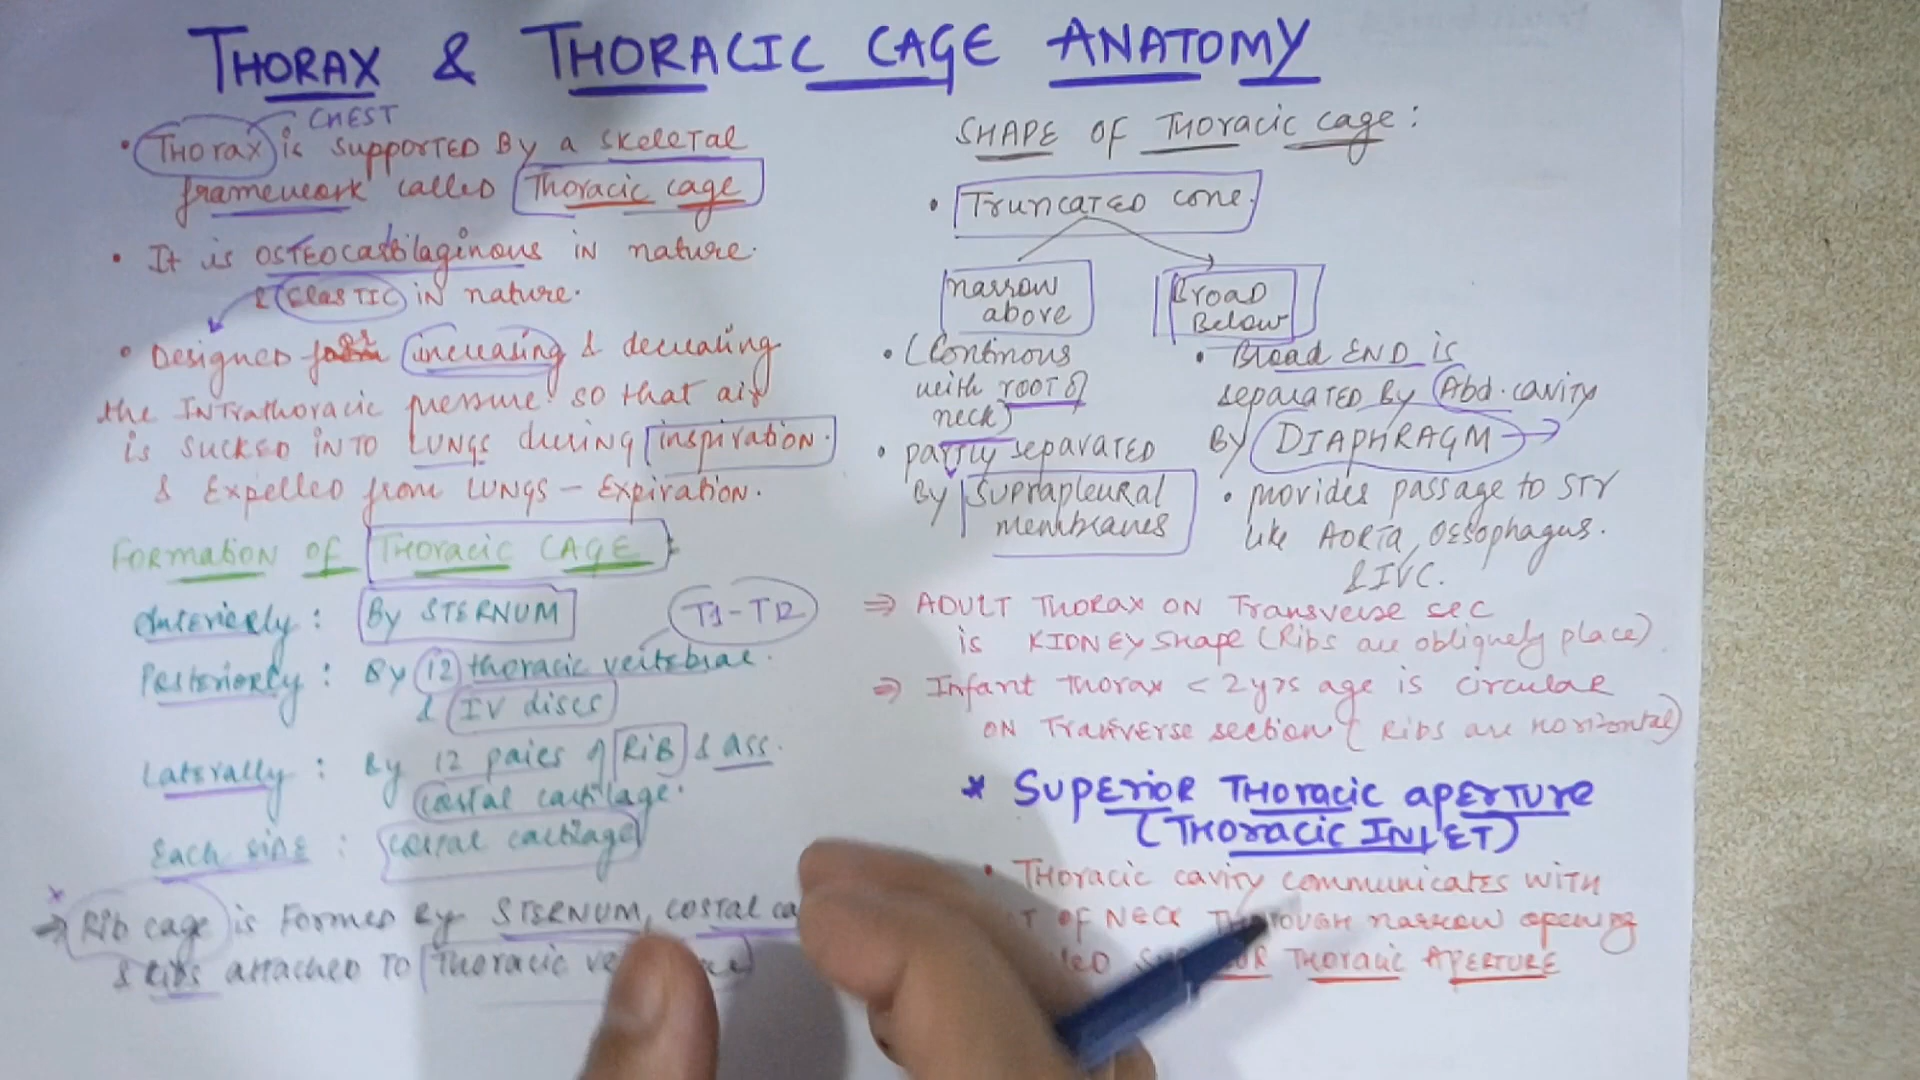 THORAX & THORACIC CAGE ANATOMY
CHEST
• Thorax is supported by a skeletal
framework called Thoracic cage
• It is osteocartilaginous in nature.
& elastic in nature.
• Designed for increasing & decreating
the Intrathoracic pressure. so that air
is sucked into lungs during inspiration.
& Expelled from lungs - Expiration.
Formation of Thoracic CAGE :
Anteriorly : By STERNUM
T1-T12
Posteriorly : By 12 thoracic vertebrae.
& IV discs
Laterally : By 12 paies of Rib & ass.
costal cartilage.
Each side : costal cartilage
* → Rib cage is formed by STERNUM, costal ca
& Ribs attached to Thoracic ve
SHAPE OF Thoracic cage :
• Truncated cone.
narrow
above
• (Continous
with root of
neck)
• partly separated
By Suprapleural
membranes
Broad
Below
• Broad END is
separated by Abd. cavity
By DIAPHRAGM →
• provides passage to STR
like AORTA, Oesophagus.
& IVC.
⇒ ADULT Thorax ON Transverse sec
is KIDNEY shape (Ribs are obliquely place)
⇒ Infant thorax < 2 yrs age is circular
ON Tranverse section (Ribs are horizontal)
* Superior Thoracic aperture
(Thoracic INLET)
• Thoracic cavity communicates with
OF NECK THROUGH narrow opening
THORACIC APERTURE